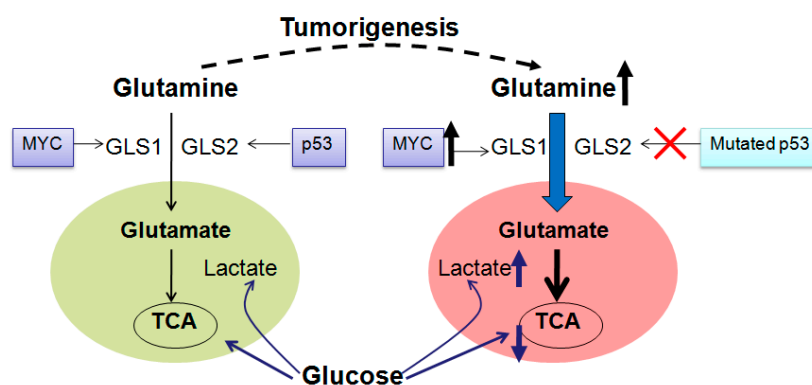 Tumorigenesis
Glutamine
Glutamine
MYC
GLS1
GLS2
p53
MYC
GLS1
GLS2
Mutated p53
Glutamate
Glutamate
Lactate
Lactate
TCA
TCA
Glucose